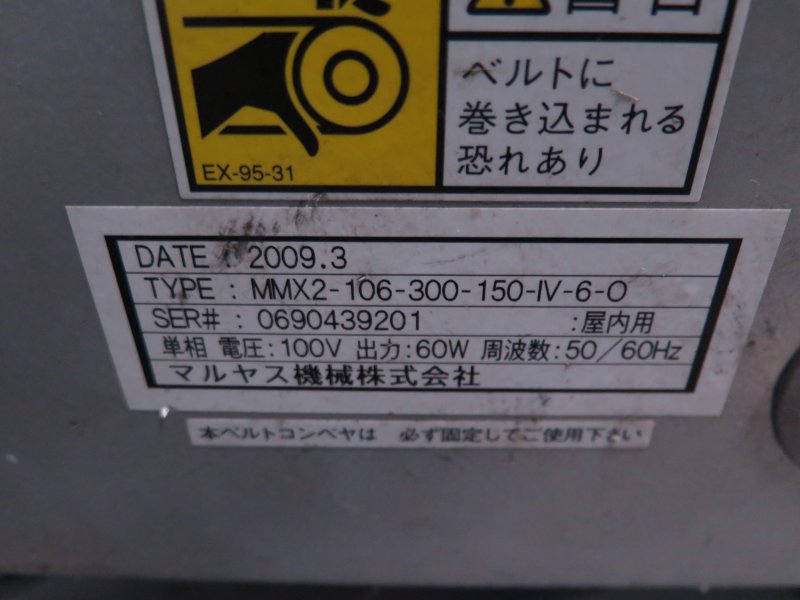 警告
ベルトに
巻き込まれる
恐れあり
EX-95-31
DATE : 2009.3
TYPE : MMX2-106-300-150-IV-6-O
SER# : 0690439201 :屋内用
単相 電圧:100V 出力:60W 周波数:50/60Hz
マルヤス機械株式会社
本ベルトコンベヤは 必ず固定してご使用下さい